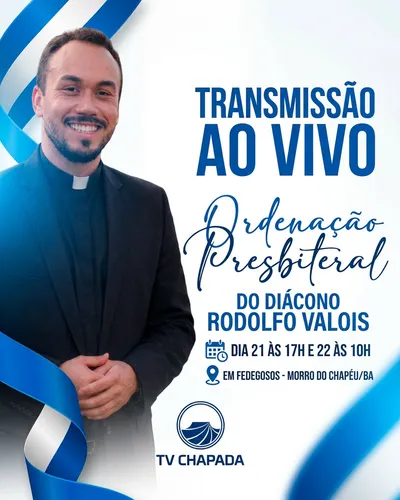 TRANSMISSÃO
AO VIVO
Ordenação
Presbiteral
DO DIÁCONO
RODOLFO VALOIS
DIA 21 ÀS 17H E 22 ÀS 10H
EM FEDEGOSOS - MORRO DO CHAPÉU/BA
TV CHAPADA